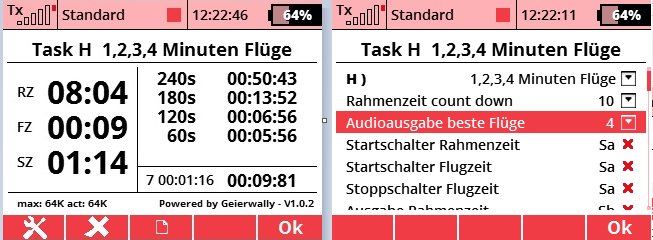 Tx Standard 12:22:46 64%
Task H 1,2,3,4 Minuten Flüge
RZ 08:04
FZ 00:09
SZ 01:14
240s 00:50:43
180s 00:13:52
120s 00:06:56
60s 00:05:56
7 00:01:16 00:09:81
max: 64K act: 64K Powered by Geierwally - V1.0.2
Ok
Tx Standard 12:22:11 64%
Task H 1,2,3,4 Minuten Flüge
H ) 1,2,3,4 Minuten Flüge
Rahmenzeit count down 10
Audioausgabe beste Flüge 4
Startschalter Rahmenzeit Sa
Startschalter Flugzeit Sa
Stoppschalter Flugzeit Sa
Ausgabe Rahmenzeit Sh
Ok